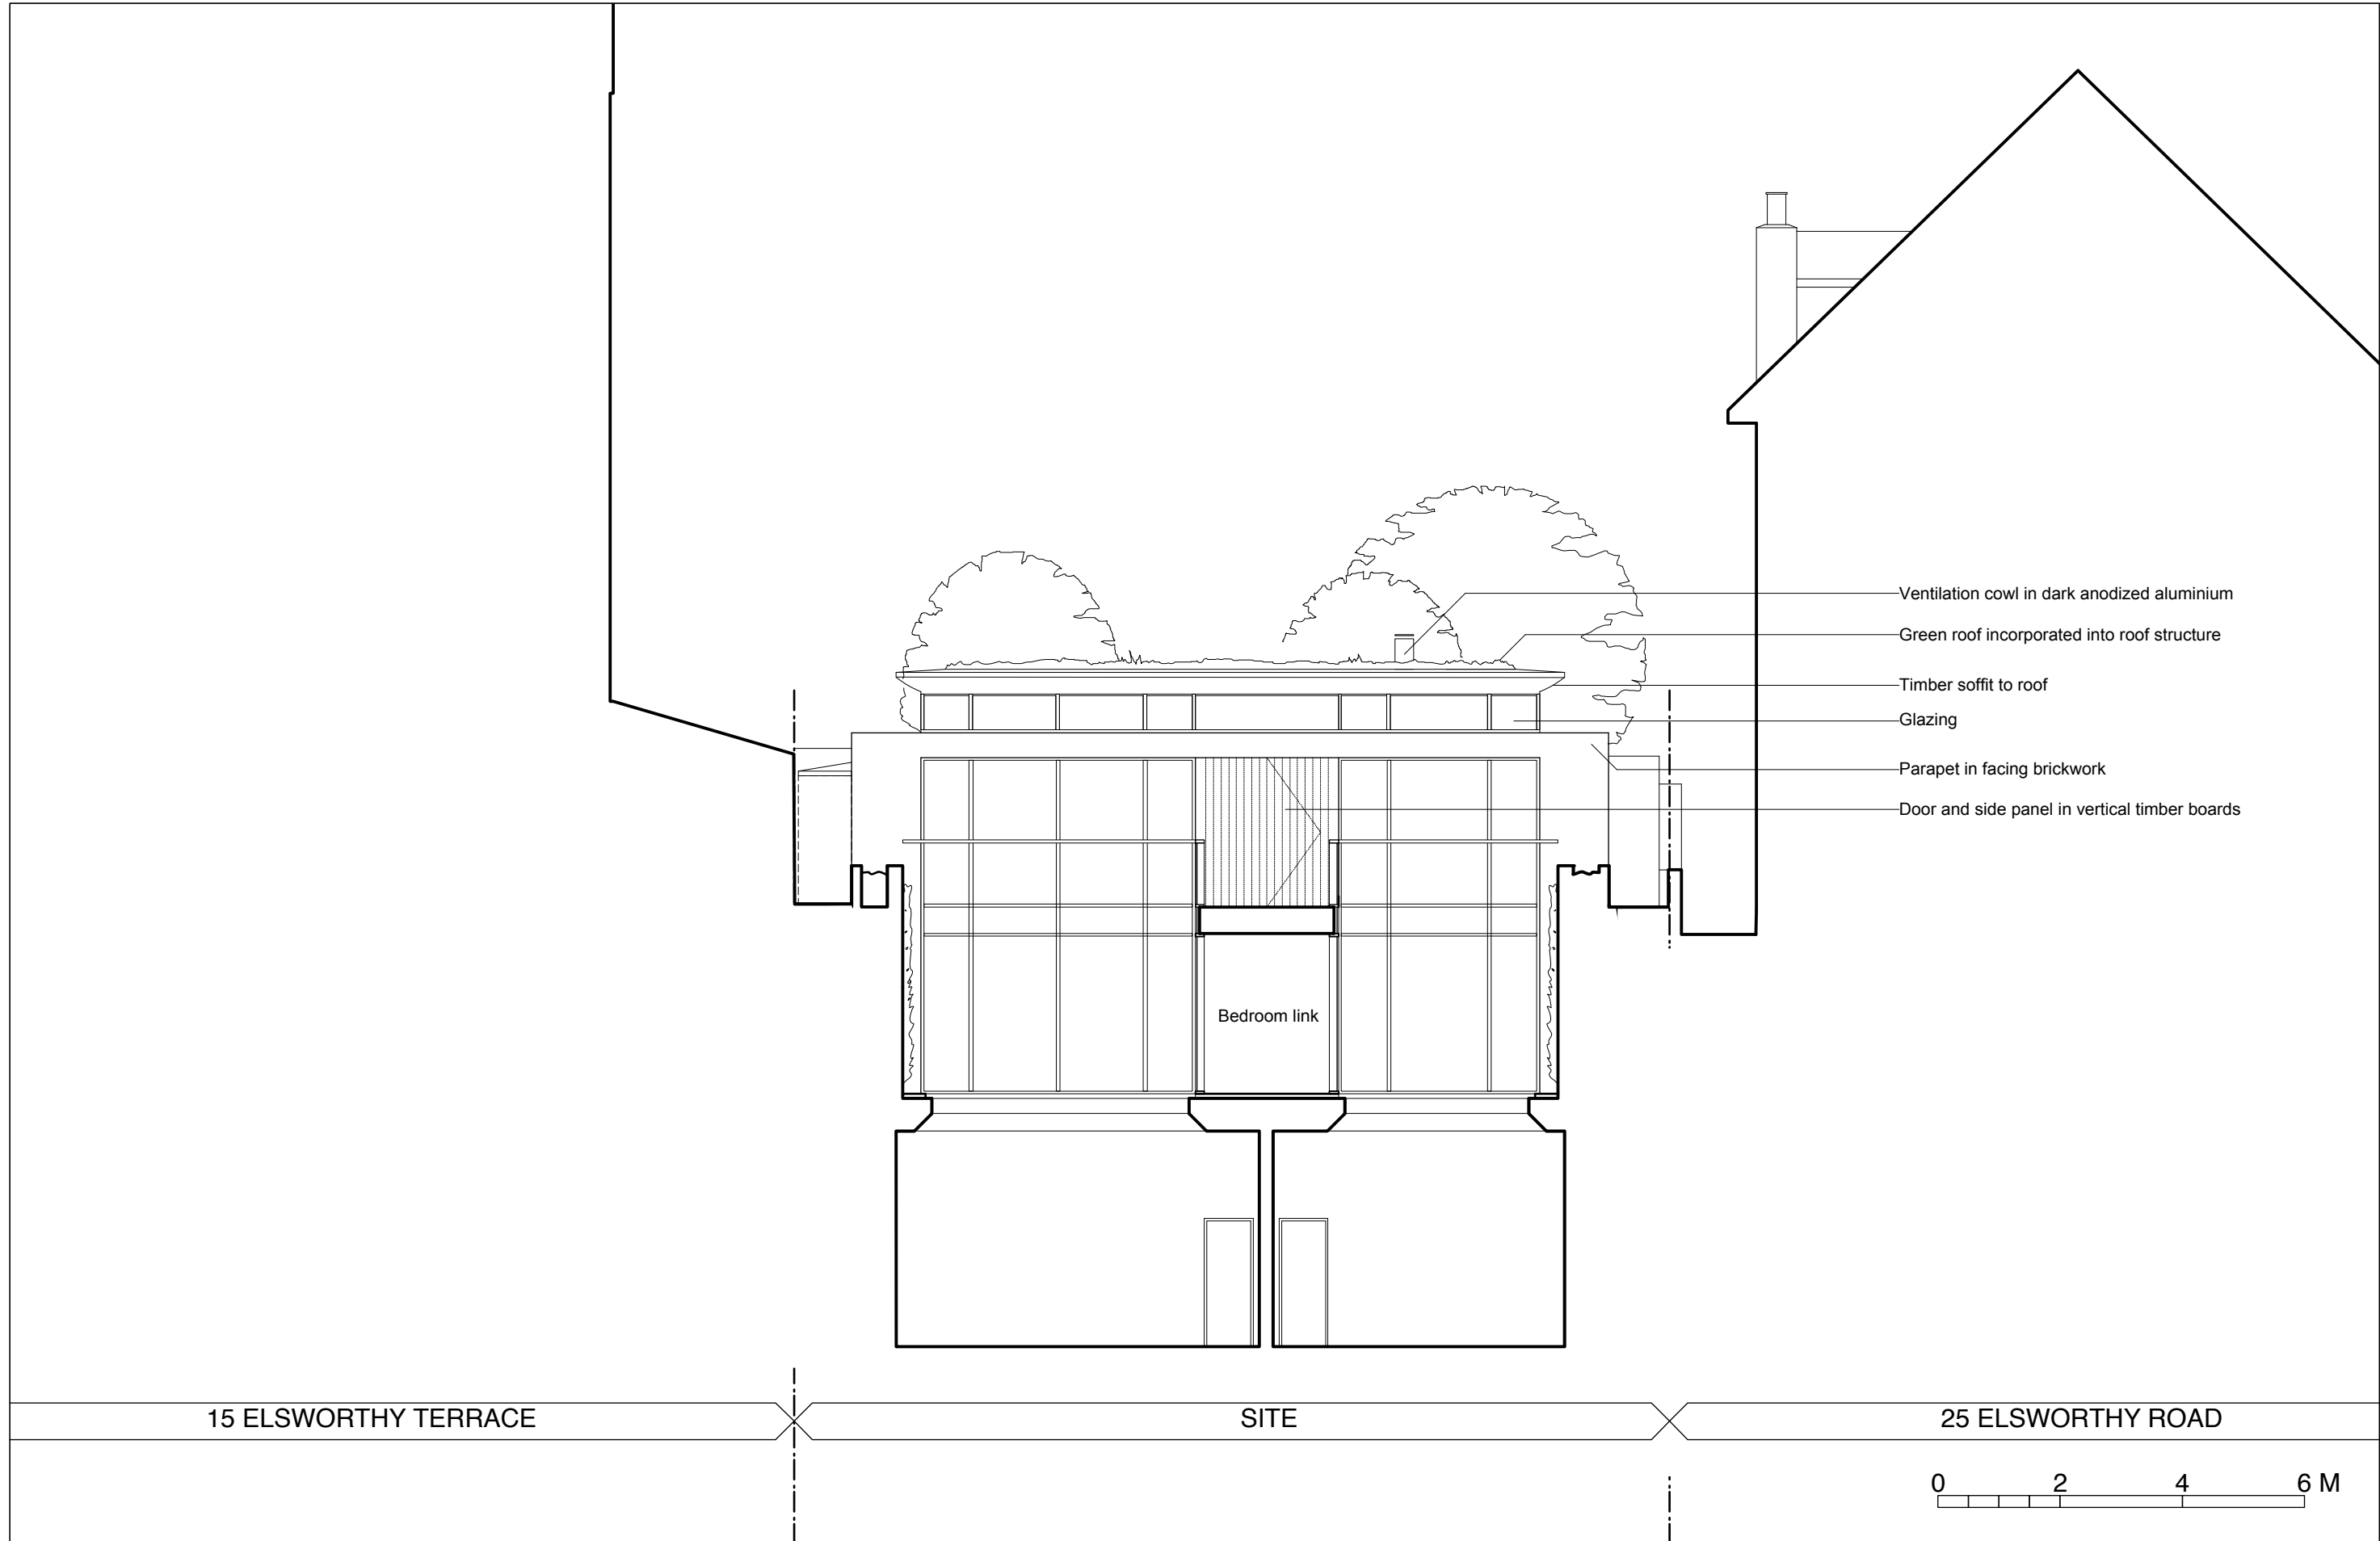 Ventilation cowl in dark anodized aluminium
Green roof incorporated into roof structure
Timber soffit to roof
Glazing
Parapet in facing brickwork
Door and side panel in vertical timber boards
Bedroom link
15 ELSWORTHY TERRACE
SITE
25 ELSWORTHY ROAD
0 2 4 6 M